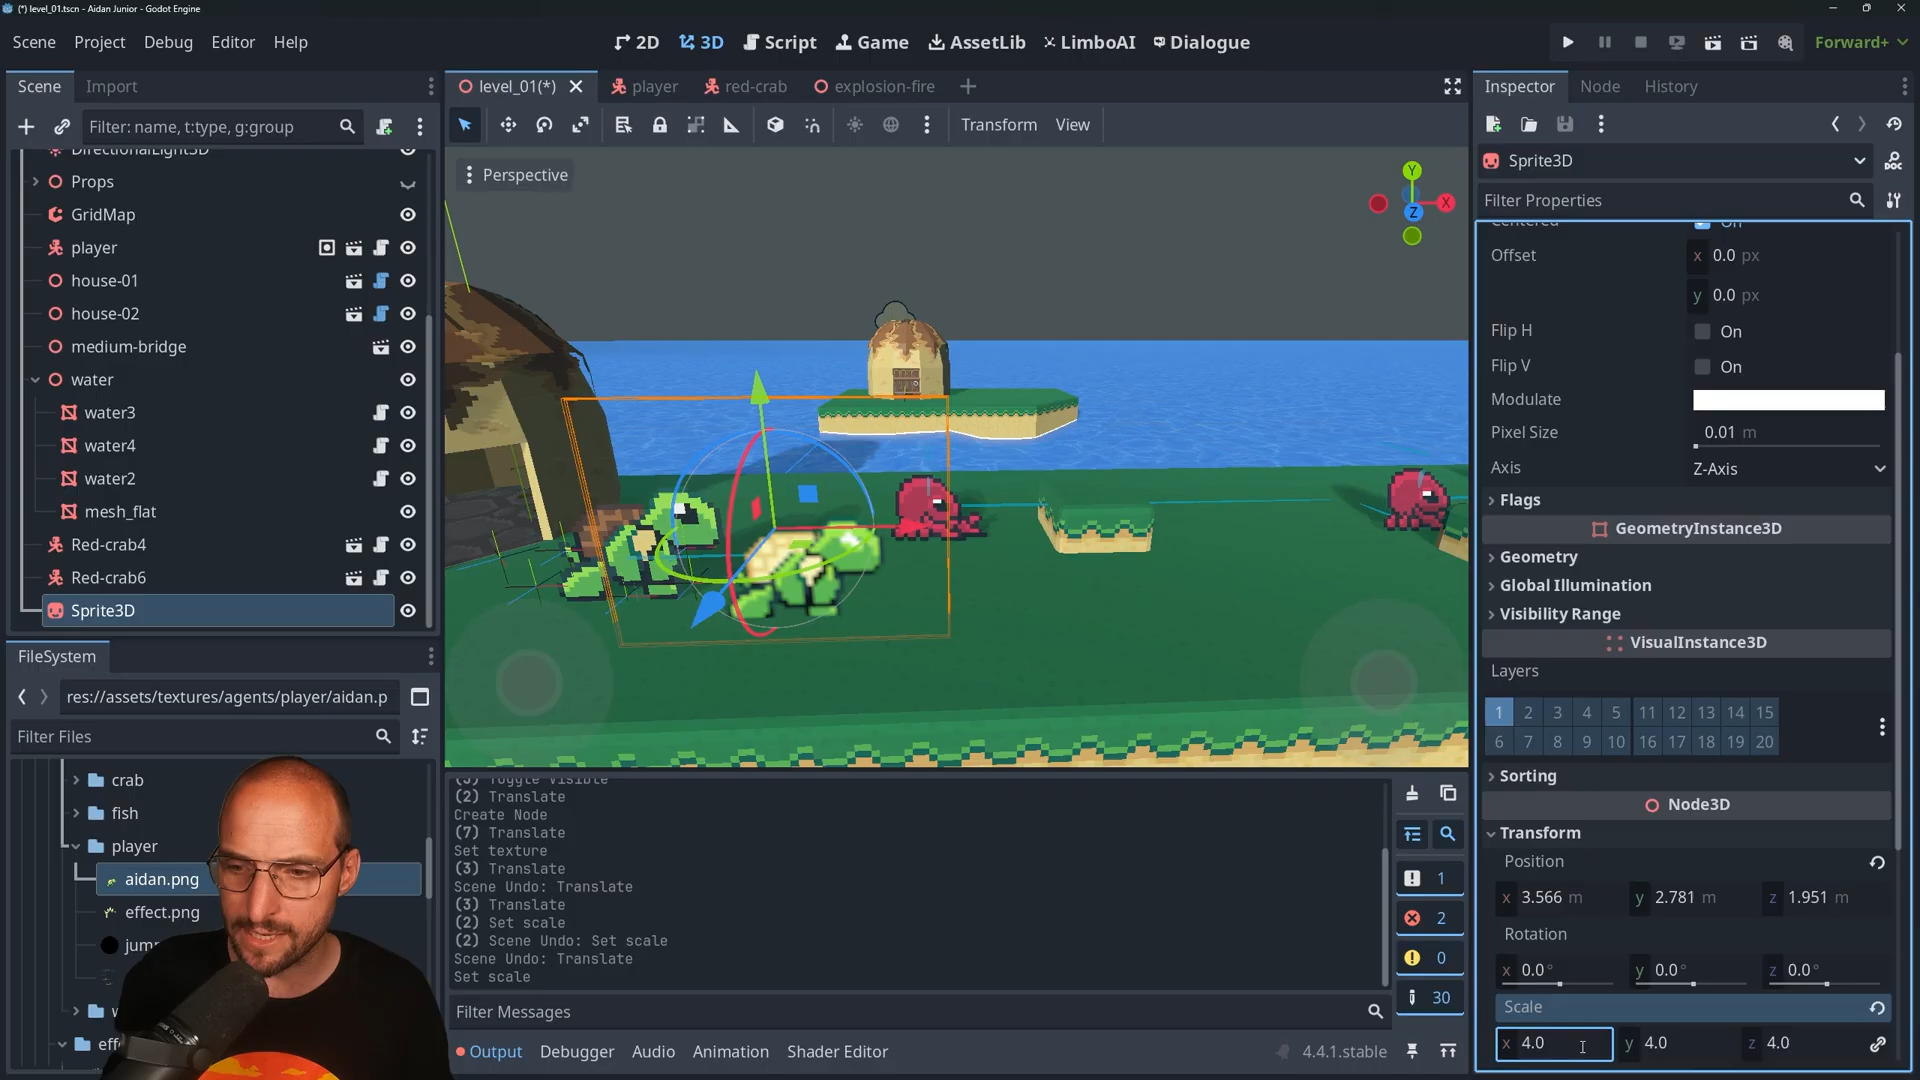 (*) level_01.tscn - Aidan Junior - Godot Engine
Scene Project Debug Editor Help
2D 3D Script Game AssetLib LimboAI Dialogue
Forward+
Scene Import
level_01(*) player red-crab explosion-fire
Inspector Node History
Filter: name, t:type, g:group
Transform View
DirectionalLight3D
Props
GridMap
player
house-01
house-02
medium-bridge
water
water3
water4
water2
mesh_flat
Red-crab4
Red-crab6
Sprite3D
Perspective
Y
X
Z
Sprite3D
Filter Properties
Centered On
Offset x 0.0 px
y 0.0 px
Flip H On
Flip V On
Modulate
Pixel Size 0.01 m
Axis Z-Axis
Flags
GeometryInstance3D
Geometry
Global Illumination
Visibility Range
VisualInstance3D
Layers
1 2 3 4 5 11 12 13 14 15
6 7 8 9 10 16 17 18 19 20
Sorting
Node3D
Transform
Position
x 3.566 m y 2.781 m z 1.951 m
Rotation
x 0.0° y 0.0° z 0.0°
Scale
x 4.0 y 4.0 z 4.0
FileSystem
res://assets/textures/agents/player/aidan.p
Filter Files
crab
fish
player
aidan.png
effect.png
(3) Toggle Visible
(2) Translate
Create Node
(7) Translate
Set texture
(3) Translate
Scene Undo: Translate
(3) Translate
(2) Set scale
(2) Scene Undo: Set scale
Scene Undo: Translate
Set scale
1
2
0
30
Filter Messages
Output Debugger Audio Animation Shader Editor
4.4.1.stable